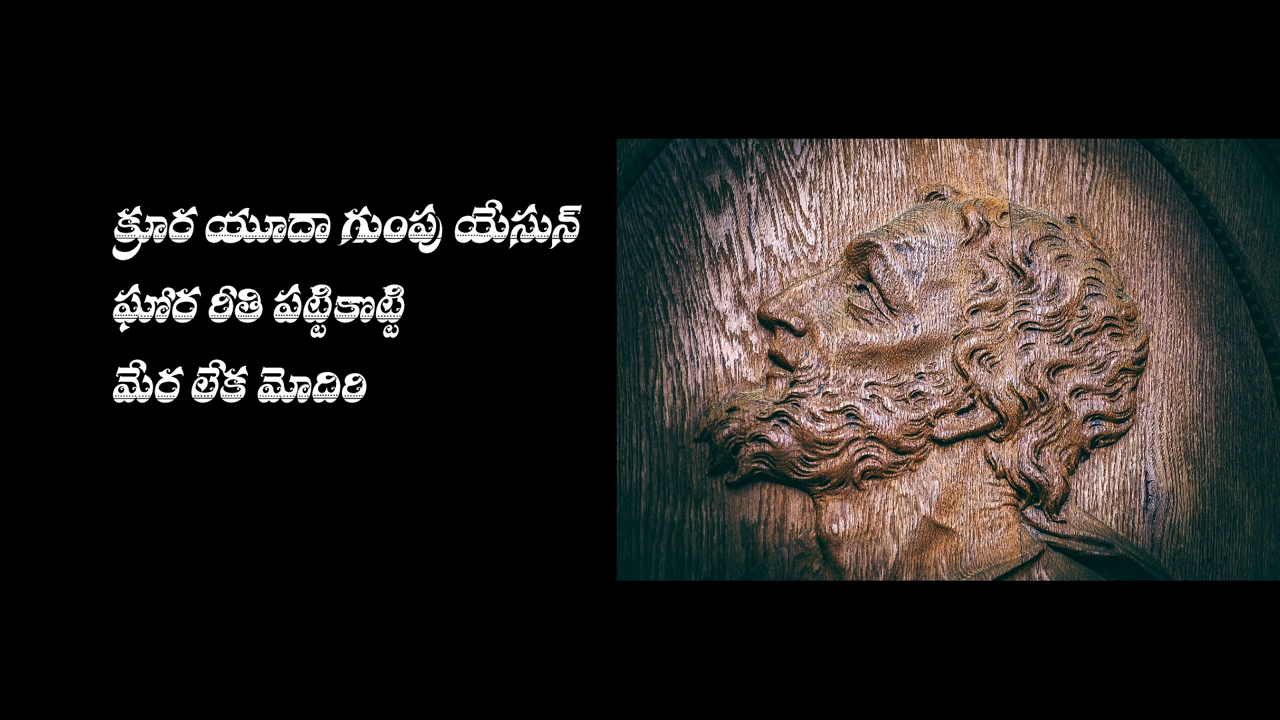 క్రూర యూదా గుంపు యేసున్
ఘోర రీతి పట్టికొట్టి
మేర లేక మోదిరి